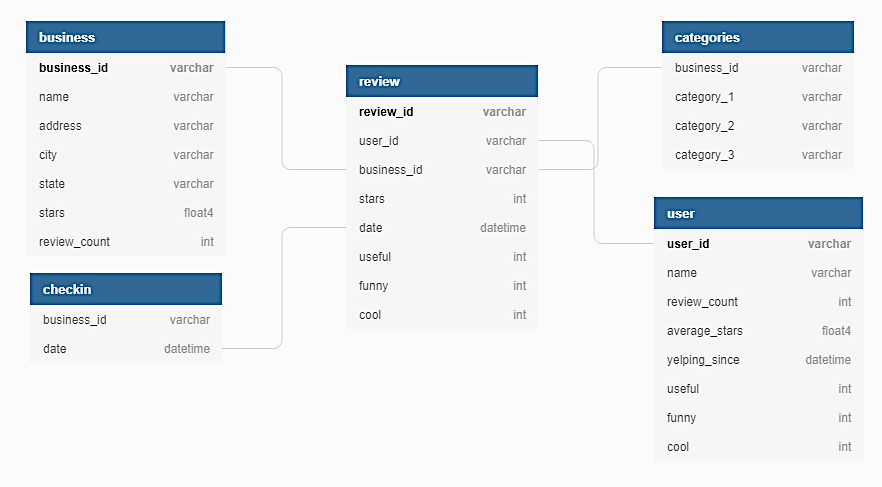 business
business_id varchar
name varchar
address varchar
city varchar
state varchar
stars float4
review_count int
checkin
business_id varchar
date datetime
review
review_id varchar
user_id varchar
business_id varchar
stars int
date datetime
useful int
funny int
cool int
categories
business_id varchar
category_1 varchar
category_2 varchar
category_3 varchar
user
user_id varchar
name varchar
review_count int
average_stars float4
yelping_since datetime
useful int
funny int
cool int